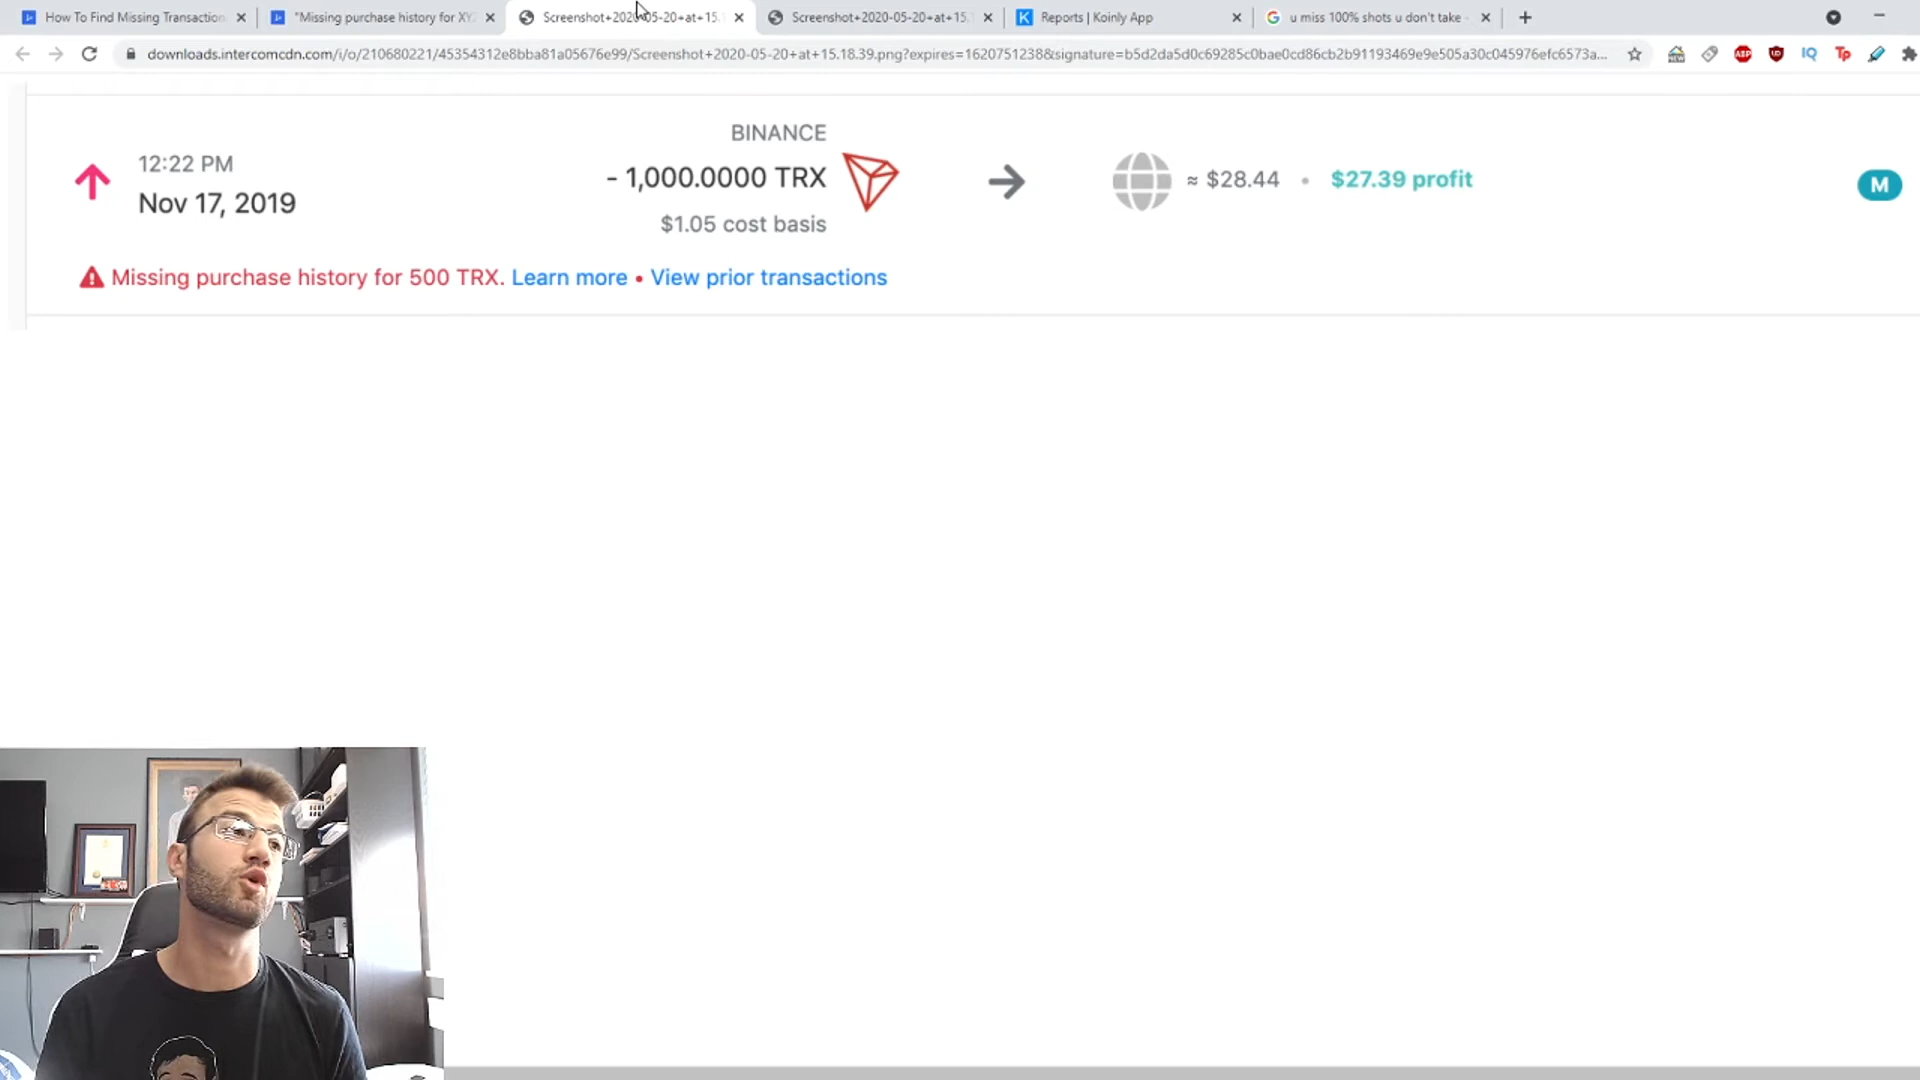 How To Find Missing Transaction
"Missing purchase history for XY
Screenshot+2020-05-20+at+15.
Screenshot+2020-05-20+at+15.
K
Reports | Koinly App
u miss 100% shots u don't take -
downloads.intercomcdn.com/i/o/210680221/45354312e8bba81a05676e99/Screenshot+2020-05-20+at+15.18.39.png?expires=1620751238&signature=b5d2da5d0c69285c0bae0cd86cb2b91193469e9e505a30c045976efc6573a...
ABP
IQ
Tp
BINANCE
12:22 PM
- 1,000.0000 TRX
≈ $28.44 • $27.39 profit
M
Nov 17, 2019
$1.05 cost basis
Missing purchase history for 500 TRX. Learn more • View prior transactions